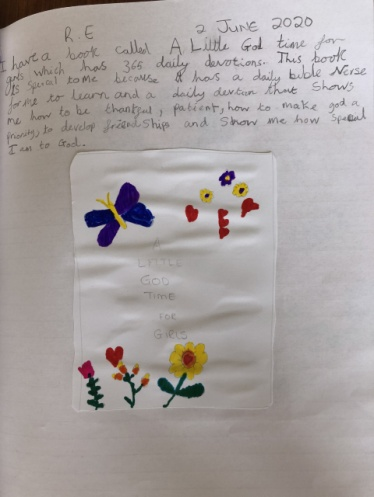 R.E 2 JUNE 2020
I have a book called A Little God time for
girls which has 365 daily devotions. This book
is special to me because it has a daily bible Verse
for me to learn and a daily devtion that shows
me how to be thankful, patient, how to make god a
priority, to develop friendships and show me how special
I am to God.
A
LITTLE
GOD
TIME
FOR
GIRLS